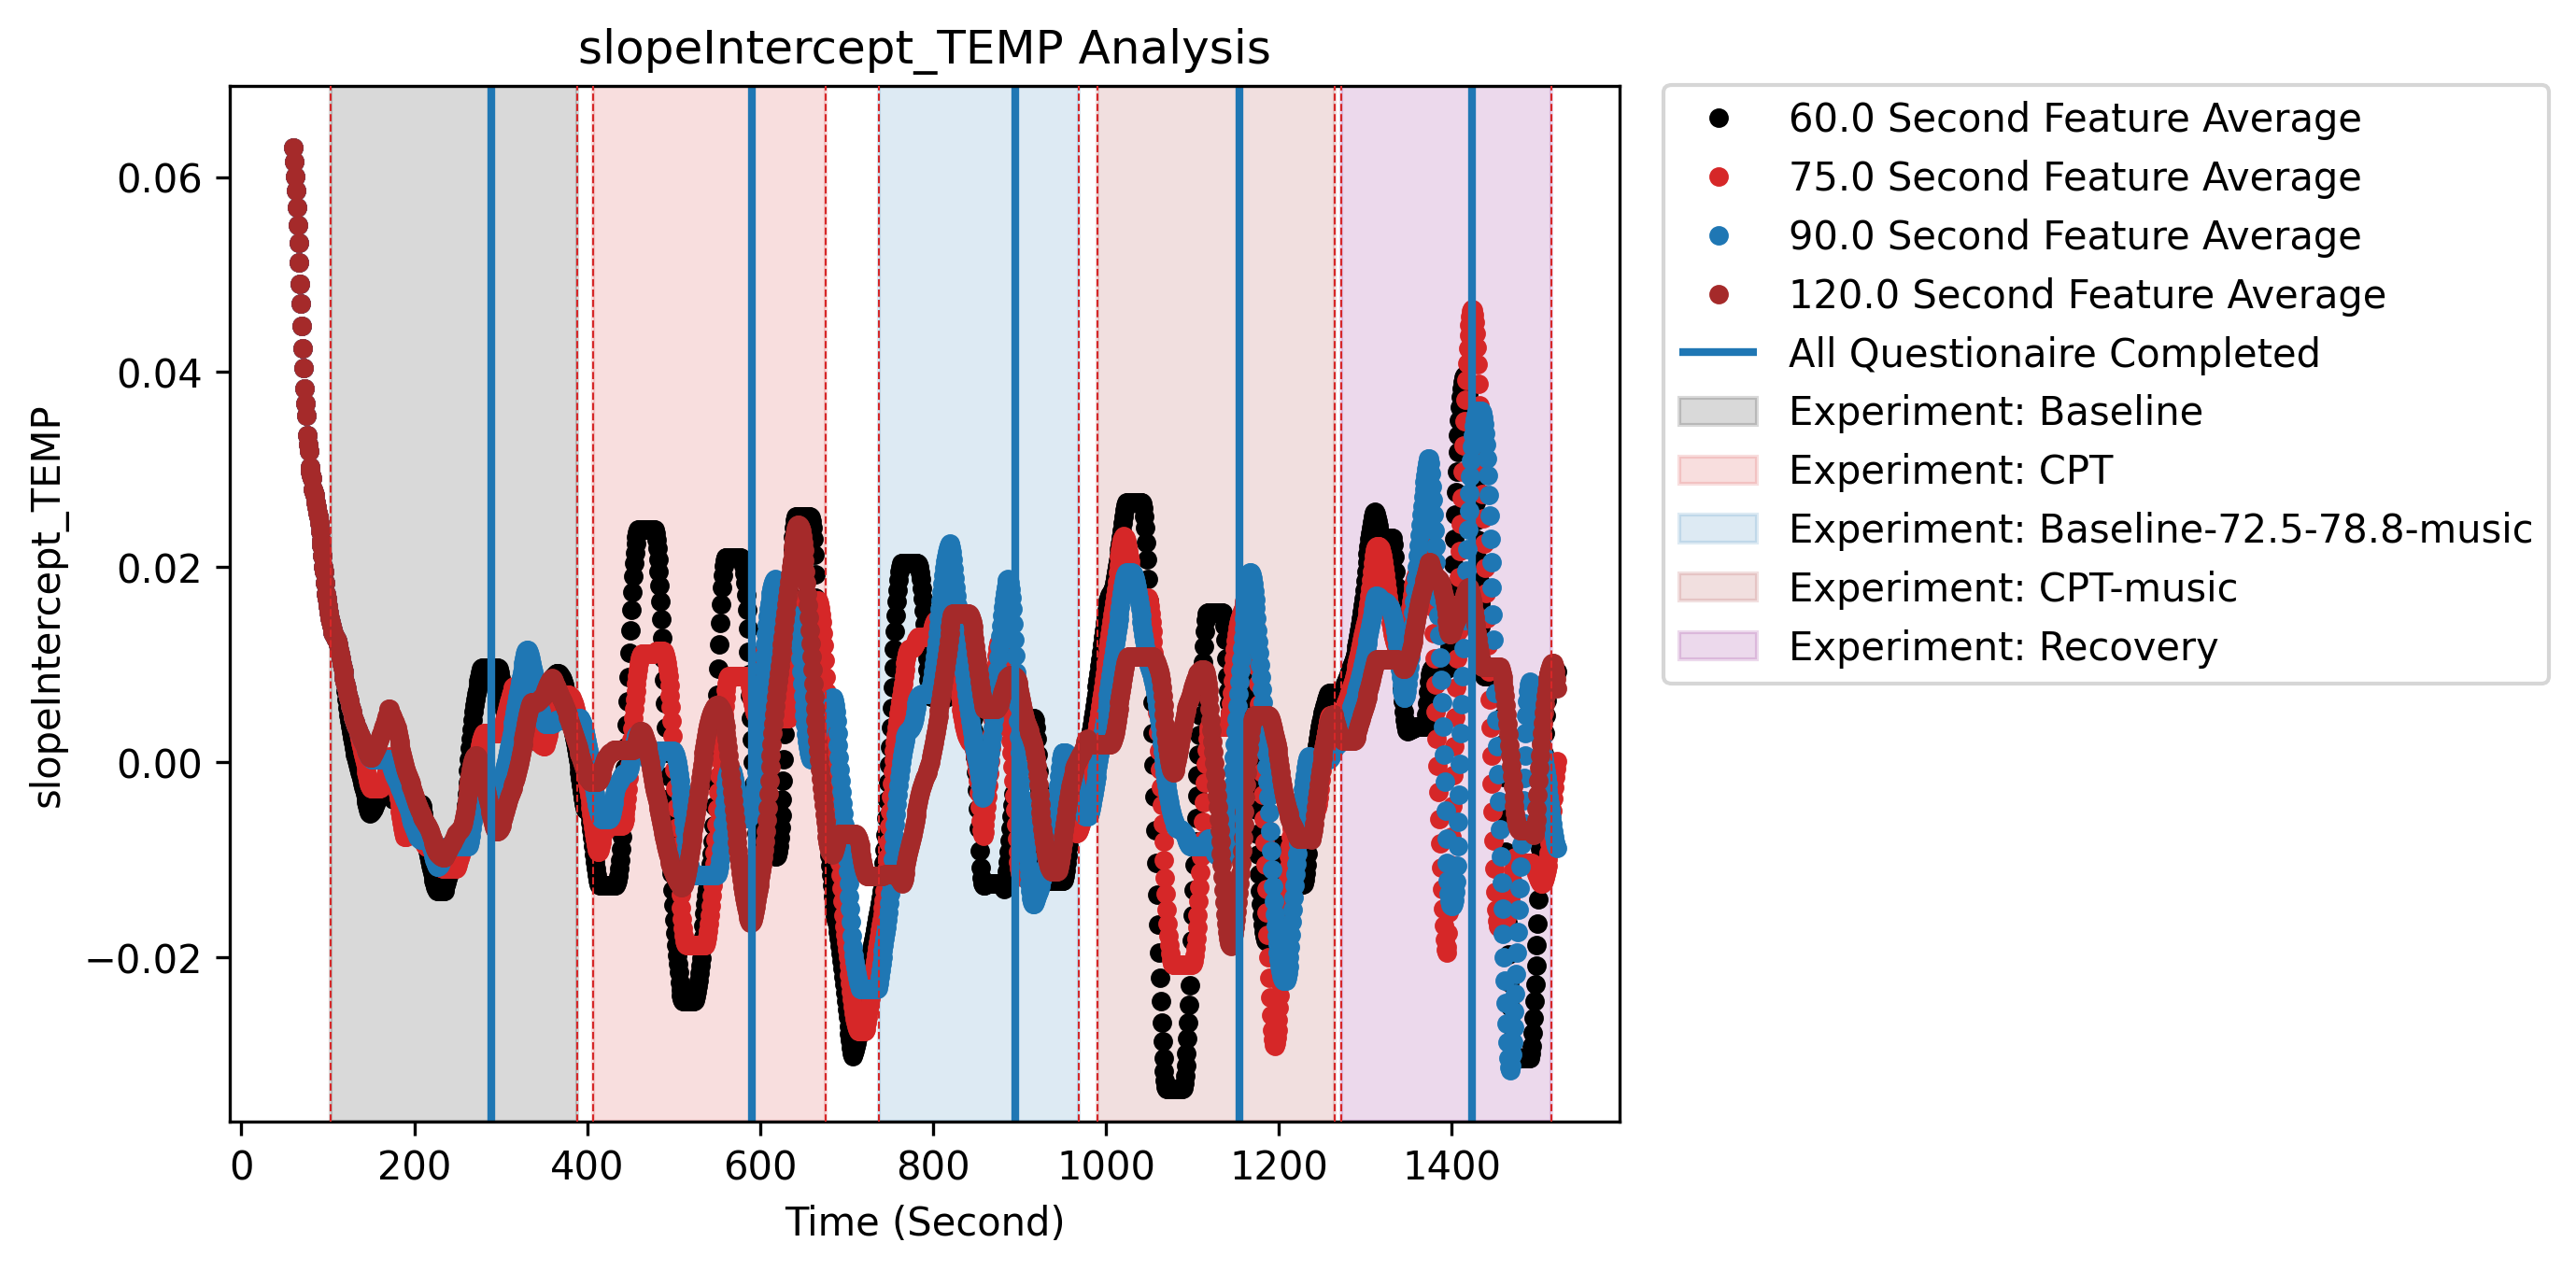 slopeIntercept_TEMP Analysis
slopeIntercept_TEMP
0.06
0.04
0.02
0.00
−0.02
0 200 400 600 800 1000 1200 1400
Time (Second)
60.0 Second Feature Average
75.0 Second Feature Average
90.0 Second Feature Average
120.0 Second Feature Average
All Questionaire Completed
Experiment: Baseline
Experiment: CPT
Experiment: Baseline-72.5-78.8-music
Experiment: CPT-music
Experiment: Recovery